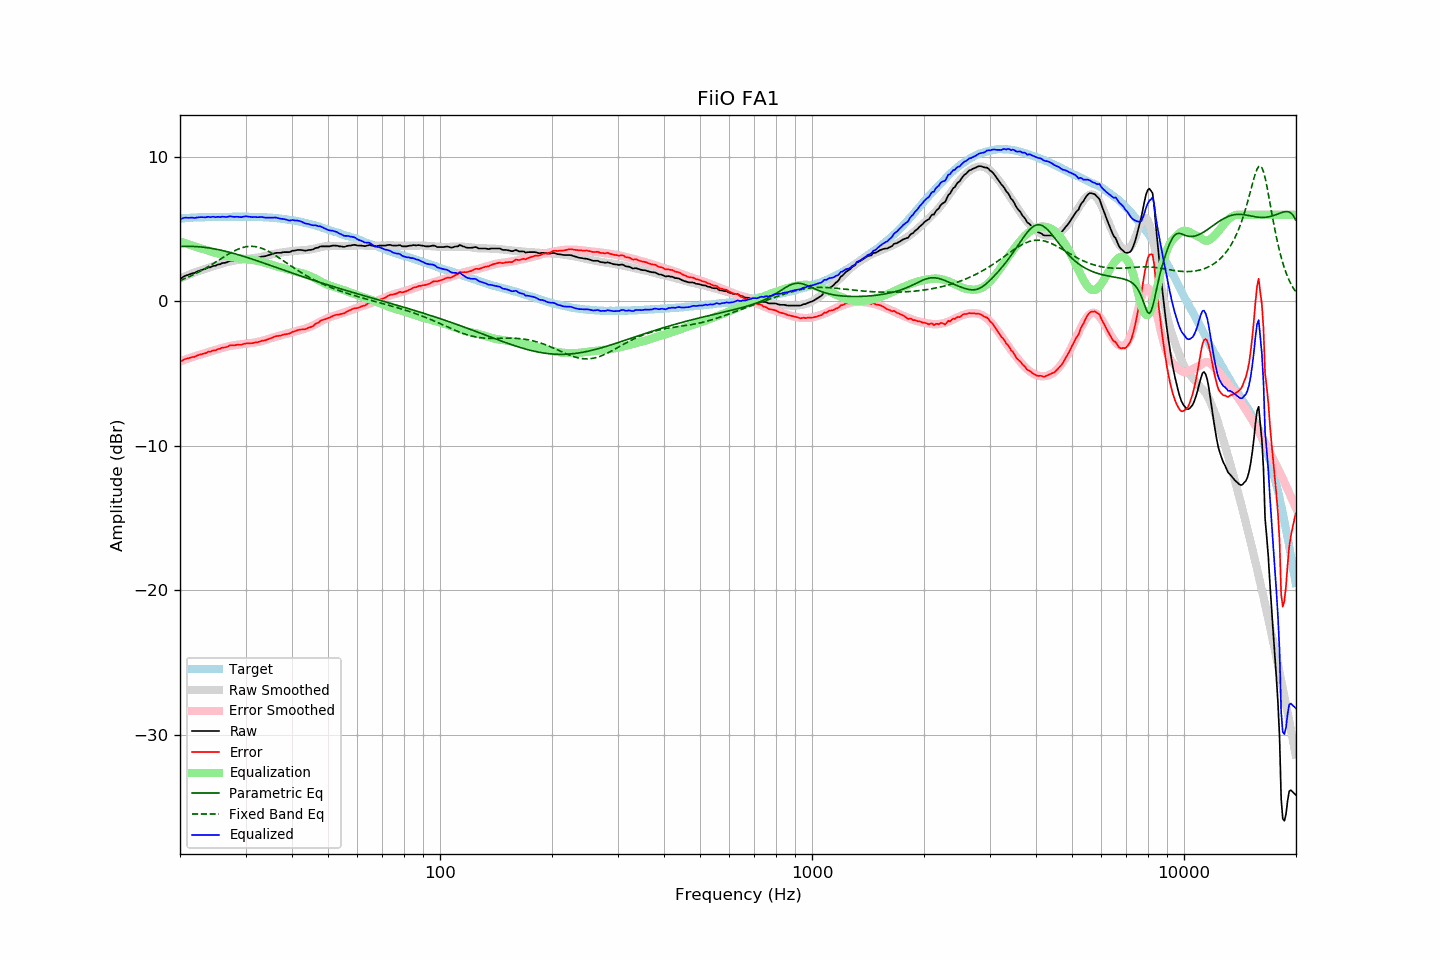 FiiO FA1
10
0
−10
−20
−30
Amplitude (dBr)
Target
Raw Smoothed
Error Smoothed
Raw
Error
Equalization
Parametric Eq
Fixed Band Eq
Equalized
100
1000
10000
Frequency (Hz)